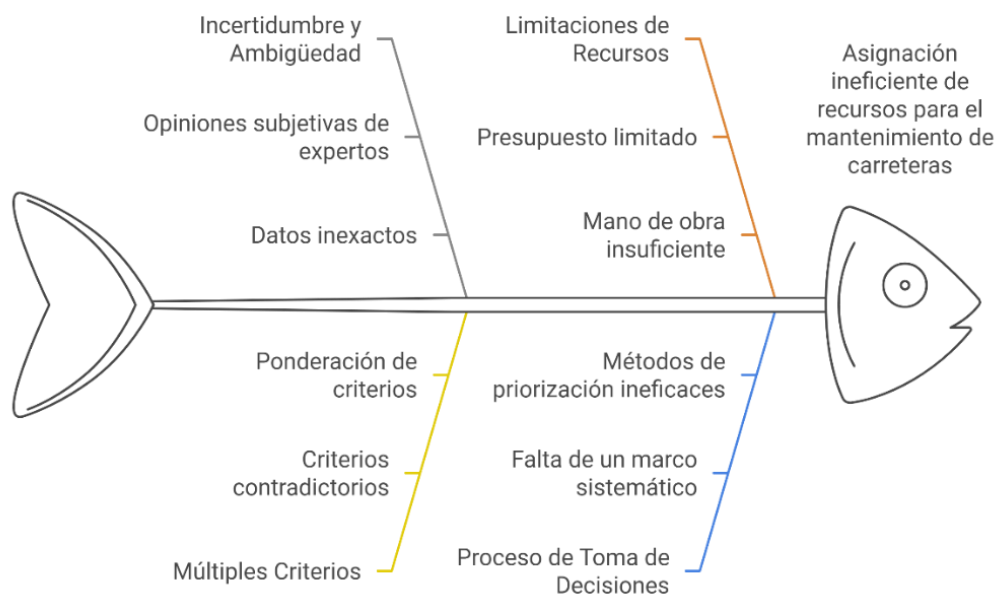 Incertidumbre y
Ambigüedad
Opiniones subjetivas de
expertos
Datos inexactos
Limitaciones de
Recursos
Presupuesto limitado
Mano de obra
insuficiente
Asignación
ineficiente de
recursos para el
mantenimiento de
carreteras
Ponderación de
criterios
Criterios
contradictorios
Múltiples Criterios
Métodos de
priorización ineficaces
Falta de un marco
sistemático
Proceso de Toma de
Decisiones